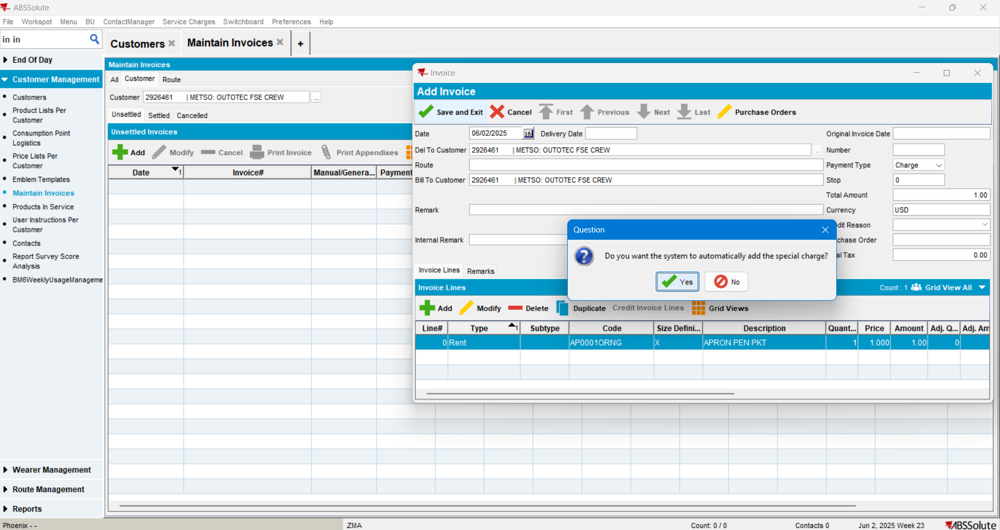 ABSSolute
File Workspot Menu BU ContactManager Service Charges Switchboard Preferences Help
in in
Customers
Maintain Invoices
+
End Of Day
Customer Management
Customers
Product Lists Per
Customer
Consumption Point
Logistics
Price Lists Per
Customer
Emblem Templates
Maintain Invoices
Products In Service
User Instructions Per
Customer
Contacts
Report Survey Score
Analysis
BM6WeeklyUsageManageme
Wearer Management
Route Management
Reports
Maintain Invoices
All Customer Route
Customer 2926461 | METSO: OUTOTEC FSE CREW ...
Unsettled Settled Cancelled
Unsettled Invoices
Add Modify Cancel Print Invoice Print Appendixes
Date 1 Invoice# Manual/Genera... Payment
Invoice
Add Invoice
Save and Exit Cancel First Previous Next Last Purchase Orders
Date 06/02/2025 16 Delivery Date Original Invoice Date
Del To Customer 2926461 | METSO: OUTOTEC FSE CREW ... Number
Route Payment Type Charge
Bill To Customer 2926461 | METSO: OUTOTEC FSE CREW Stop 0
Total Amount 1.00
Remark Currency USD
edit Reason
Internal Remark chase Order
al Tax 0.00
Question
Do you want the system to automatically add the special charge?
Yes No
Invoice Lines Remarks
Invoice Lines Count : 1 Grid View All
Add Modify Delete Duplicate Credit Invoice Lines Grid Views
Line# Type 1 Subtype Code Size Defini... Description Quant... Price Amount Adj. Q... Adj. Am
0 Rent AP0001ORNG X APRON PEN PKT 1 1.000 1.00 0
Phoenix - - ZMA Count: 0 / 0 Contacts 0 Jun 2, 2025 Week 23 ABSSolute